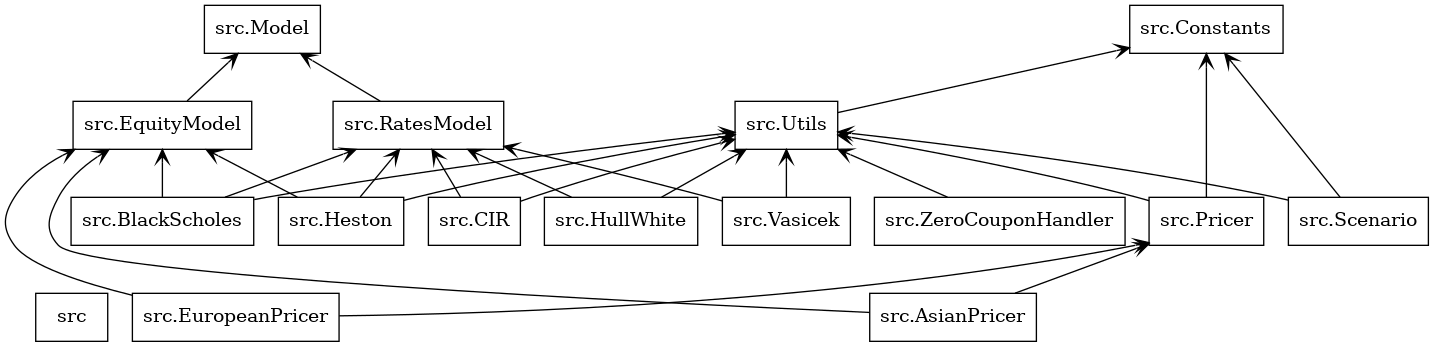 src.Model
src.Constants
src.EquityModel
src.RatesModel
src.Utils
src.BlackScholes
src.Heston
src.CIR
src.HullWhite
src.Vasicek
src.ZeroCouponHandler
src.Pricer
src.Scenario
src
src.EuropeanPricer
src.AsianPricer